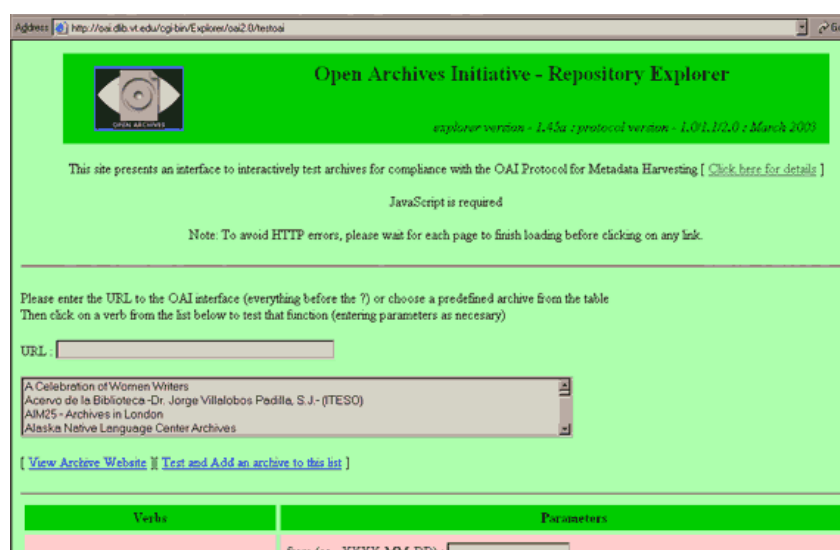 Address http://oai.dlib.vt.edu/cgi-bin/Explorer/oai2.0/testoai
Open Archives Initiative - Repository Explorer
OPEN ARCHIVES
explorer version - 1.45a : protocol version - 1.0/1.1/2.0 : March 2003
This site presents an interface to interactively test archives for compliance with the OAI Protocol for Metadata Harvesting [ Click here for details ]
JavaScript is required
Note: To avoid HTTP errors, please wait for each page to finish loading before clicking on any link.
Please enter the URL to the OAI interface (everything before the ?) or choose a predefined archive from the table
Then click on a verb from the list below to test that function (entering parameters as necesary)
URL :
A Celebration of Women Writers
Acervo de la Biblioteca -Dr. Jorge Villalobos Padilla, S.J.- (ITESO)
AIM25 - Archives in London
Alaska Native Language Center Archives
[ View Archive Website ][ Test and Add an archive to this list ]
Verbs Parameters